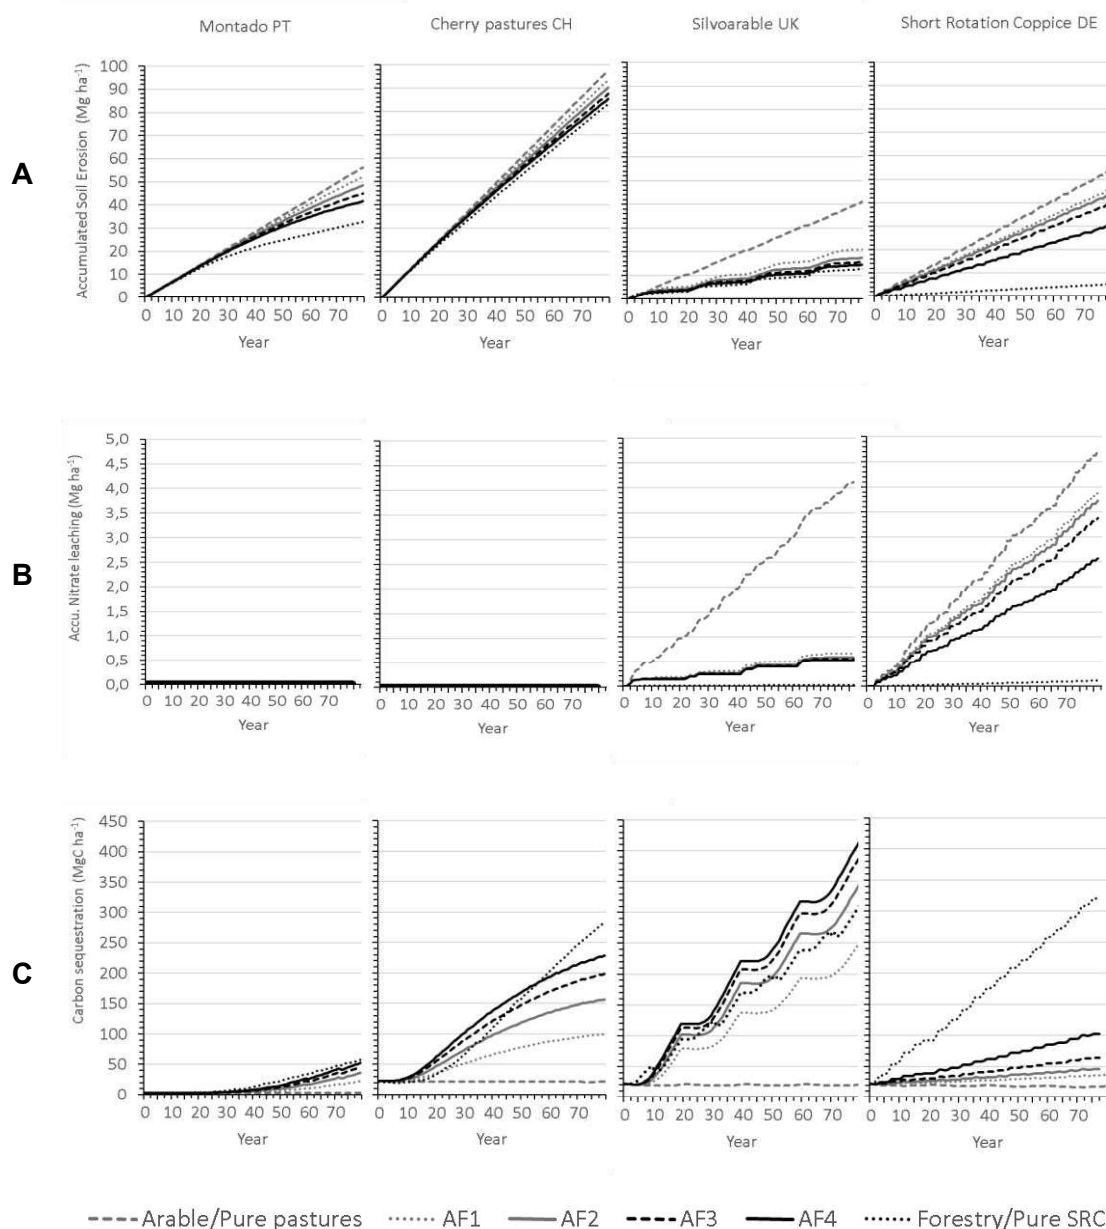 Montado PT Cherry pastures CH Silvoarable UK Short Rotation Coppice DE
A
Accumulated Soil Erosion (Mg ha⁻¹)
100
90
80
70
60
50
40
30
20
10
0
0 10 20 30 40 50 60 70 0 10 20 30 40 50 60 70 0 10 20 30 40 50 60 70 0 10 20 30 40 50 60 70
Year Year Year Year
B
Accu. Nitrate leaching (Mg ha⁻¹)
5,0
4,5
4,0
3,5
3,0
2,5
2,0
1,5
1,0
0,5
0,0
0 10 20 30 40 50 60 70 0 10 20 30 40 50 60 70 0 10 20 30 40 50 60 70 0 10 20 30 40 50 60 70
Year Year Year Year
C
Carbon sequestration (MgC ha⁻¹)
450
400
350
300
250
200
150
100
50
0
0 10 20 30 40 50 60 70 0 10 20 30 40 50 60 70 0 10 20 30 40 50 60 70 0 10 20 30 40 50 60 70
Year Year Year Year
Arable/Pure pastures AF1 AF2 AF3 AF4 Forestry/Pure SRC